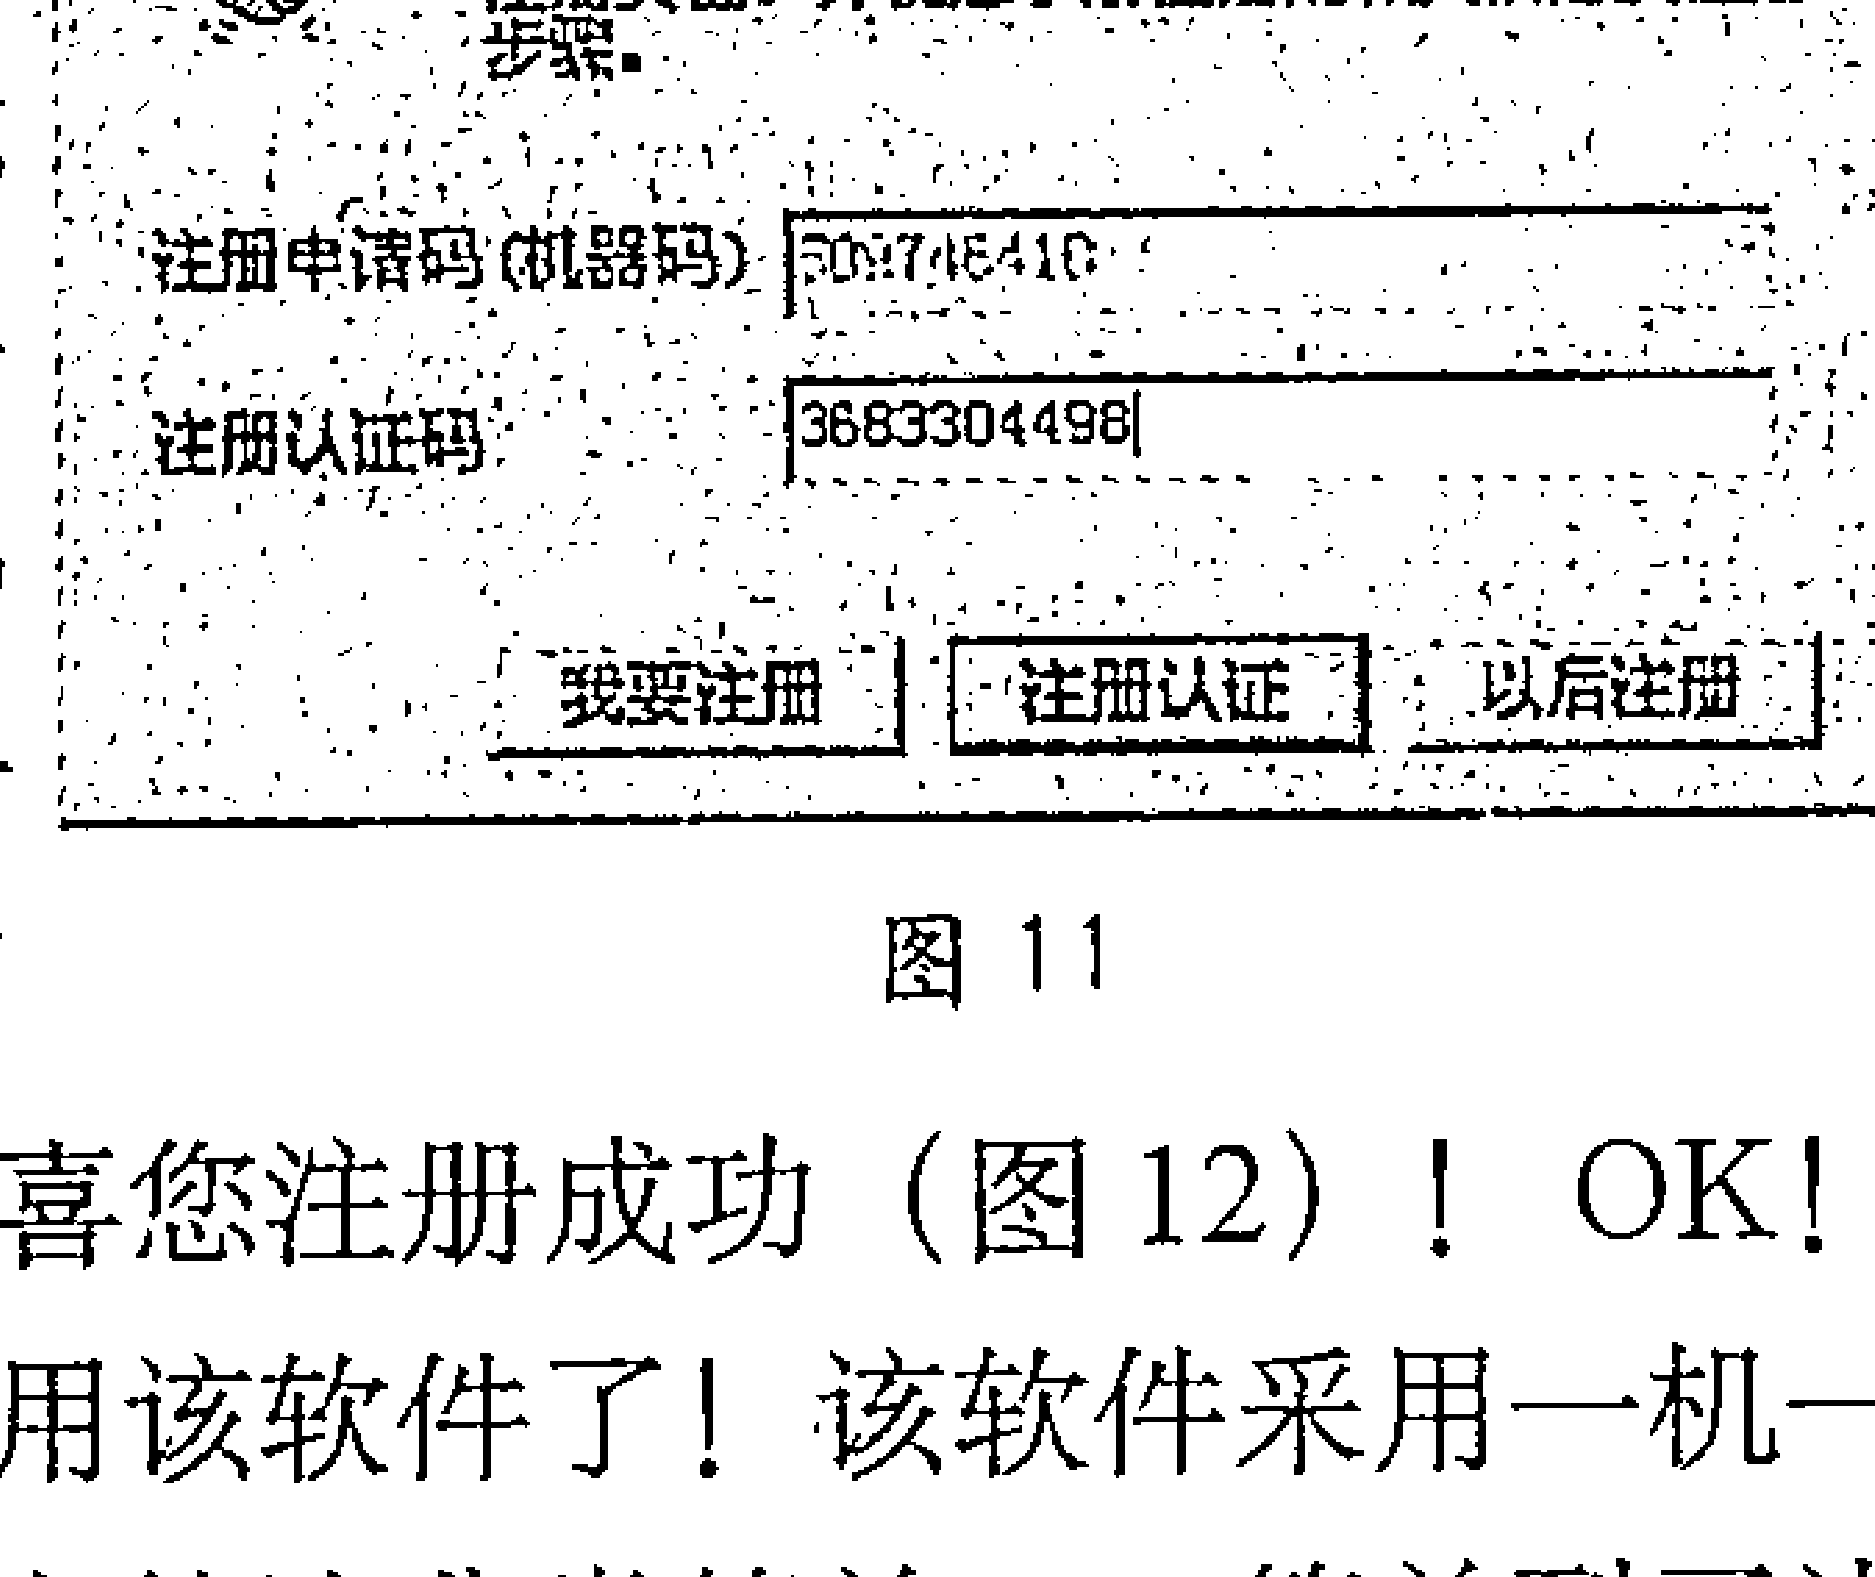 步骤.
注册申请码(机器码)
注册认证码 3683304498
我要注册 注册认证 以后注册
图 11
喜您注册成功（图 12）！ OK!
用该软件了！该软件采用一机一